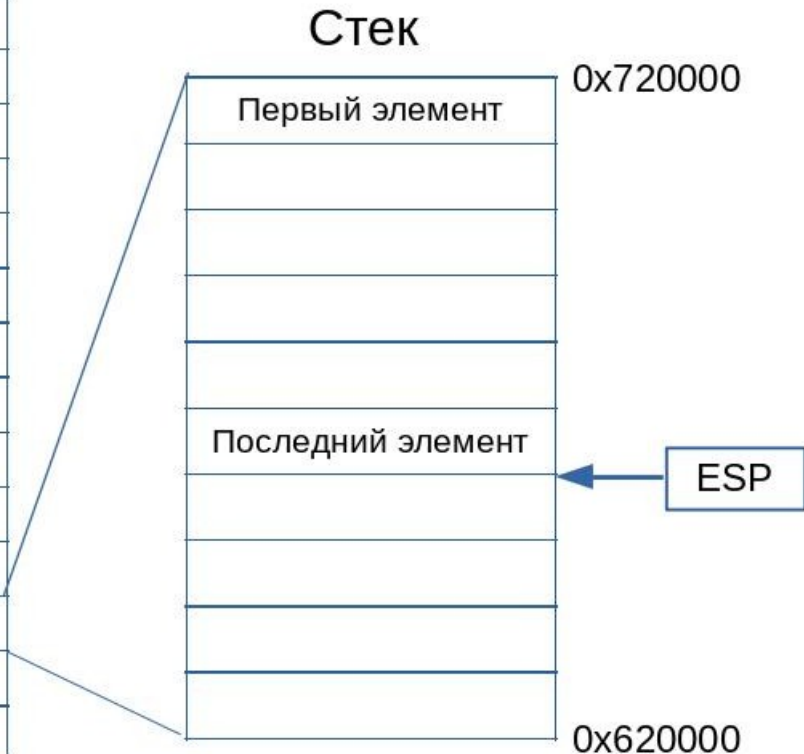 Стек
0x720000
Первый элемент
Последний элемент
ESP
0x620000